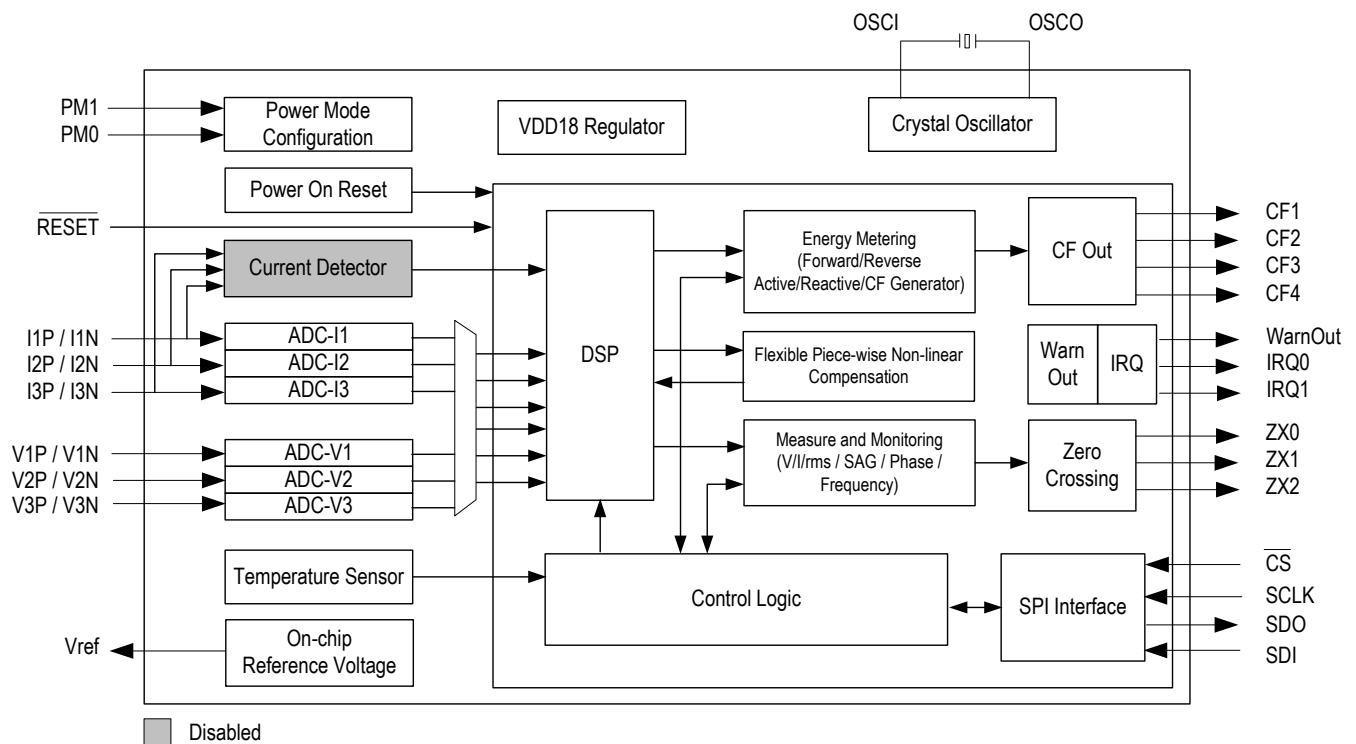 OSCI
OSCO
PM1
PM0
Power Mode
Configuration
VDD18 Regulator
Crystal Oscillator
Power On Reset
RESET
Current Detector
I1P / I1N
I2P / I2N
I3P / I3N
ADC-I1
ADC-I2
ADC-I3
V1P / V1N
V2P / V2N
V3P / V3N
ADC-V1
ADC-V2
ADC-V3
Temperature Sensor
Vref
On-chip
Reference Voltage
DSP
Energy Metering
(Forward/Reverse
Active/Reactive/CF Generator)
Flexible Piece-wise Non-linear
Compensation
Measure and Monitoring
(V/I/rms / SAG / Phase /
Frequency)
Control Logic
CF Out
CF1
CF2
CF3
CF4
Warn
Out
IRQ
WarnOut
IRQ0
IRQ1
Zero
Crossing
ZX0
ZX1
ZX2
SPI Interface
CS
SCLK
SDO
SDI
Disabled